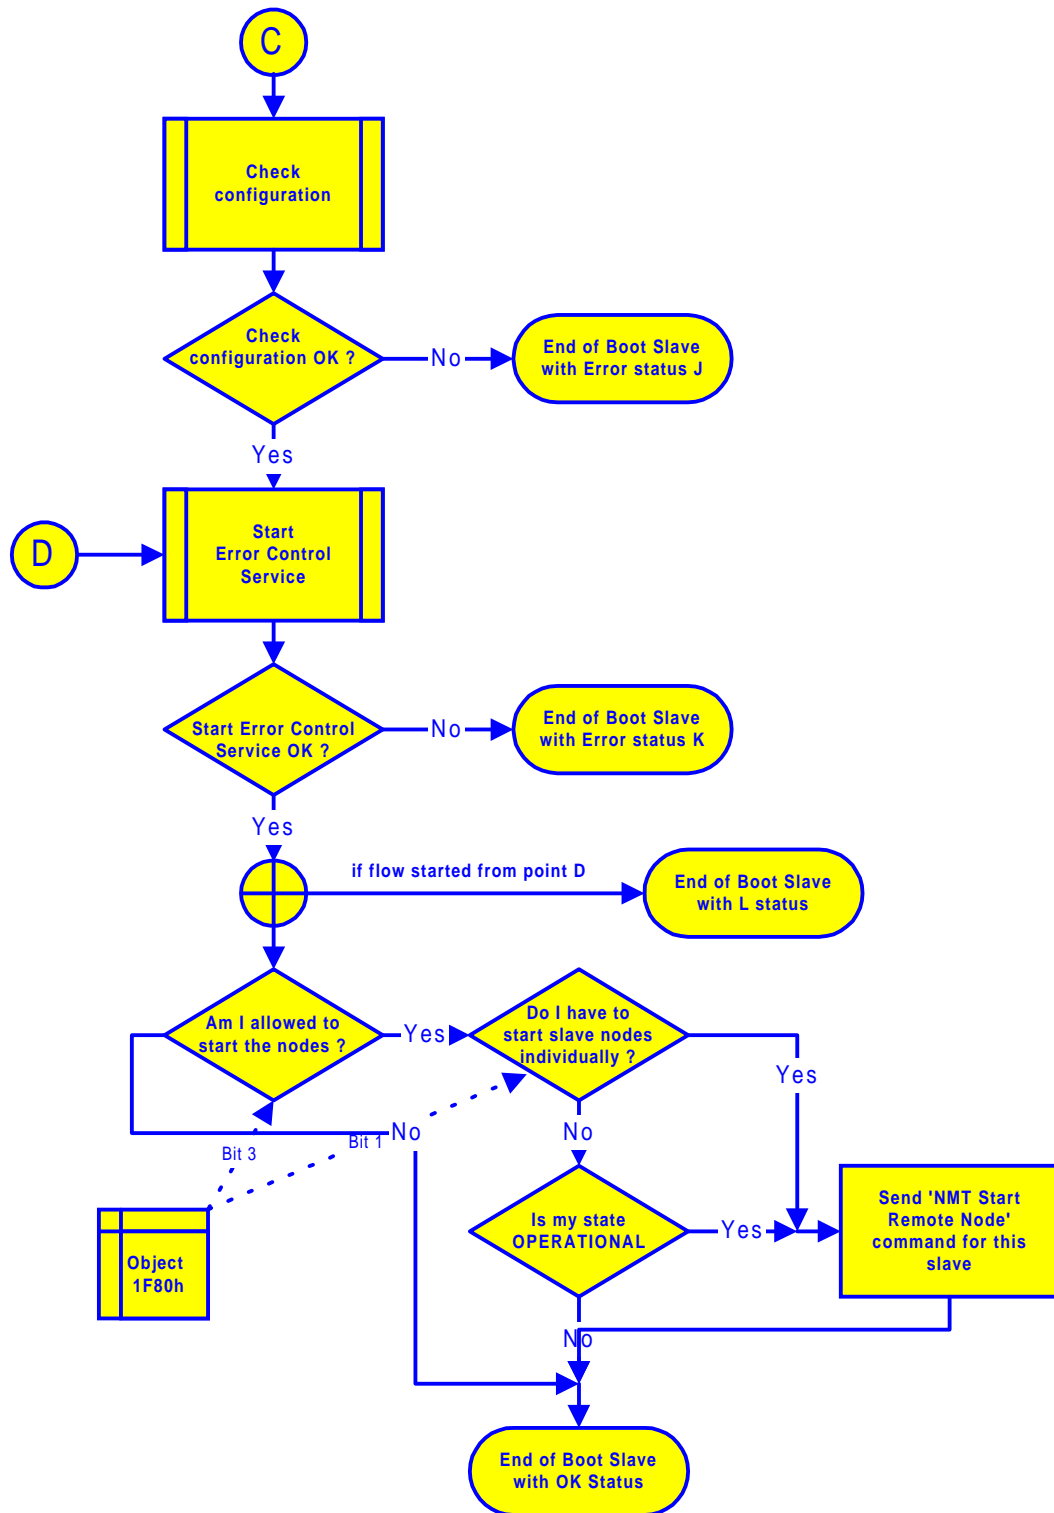 C
Check
configuration
Check
configuration OK ?
No
End of Boot Slave
with Error status J
Yes
D
Start
Error Control
Service
Start Error Control
Service OK ?
No
End of Boot Slave
with Error status K
Yes
if flow started from point D
End of Boot Slave
with L status
Am I allowed to
start the nodes ?
Yes
Do I have to
start slave nodes
individually ?
Yes
No
Bit 1
Bit 3
No
Object
1F80h
Is my state
OPERATIONAL
Yes
Send 'NMT Start
Remote Node'
command for this
slave
No
End of Boot Slave
with OK Status